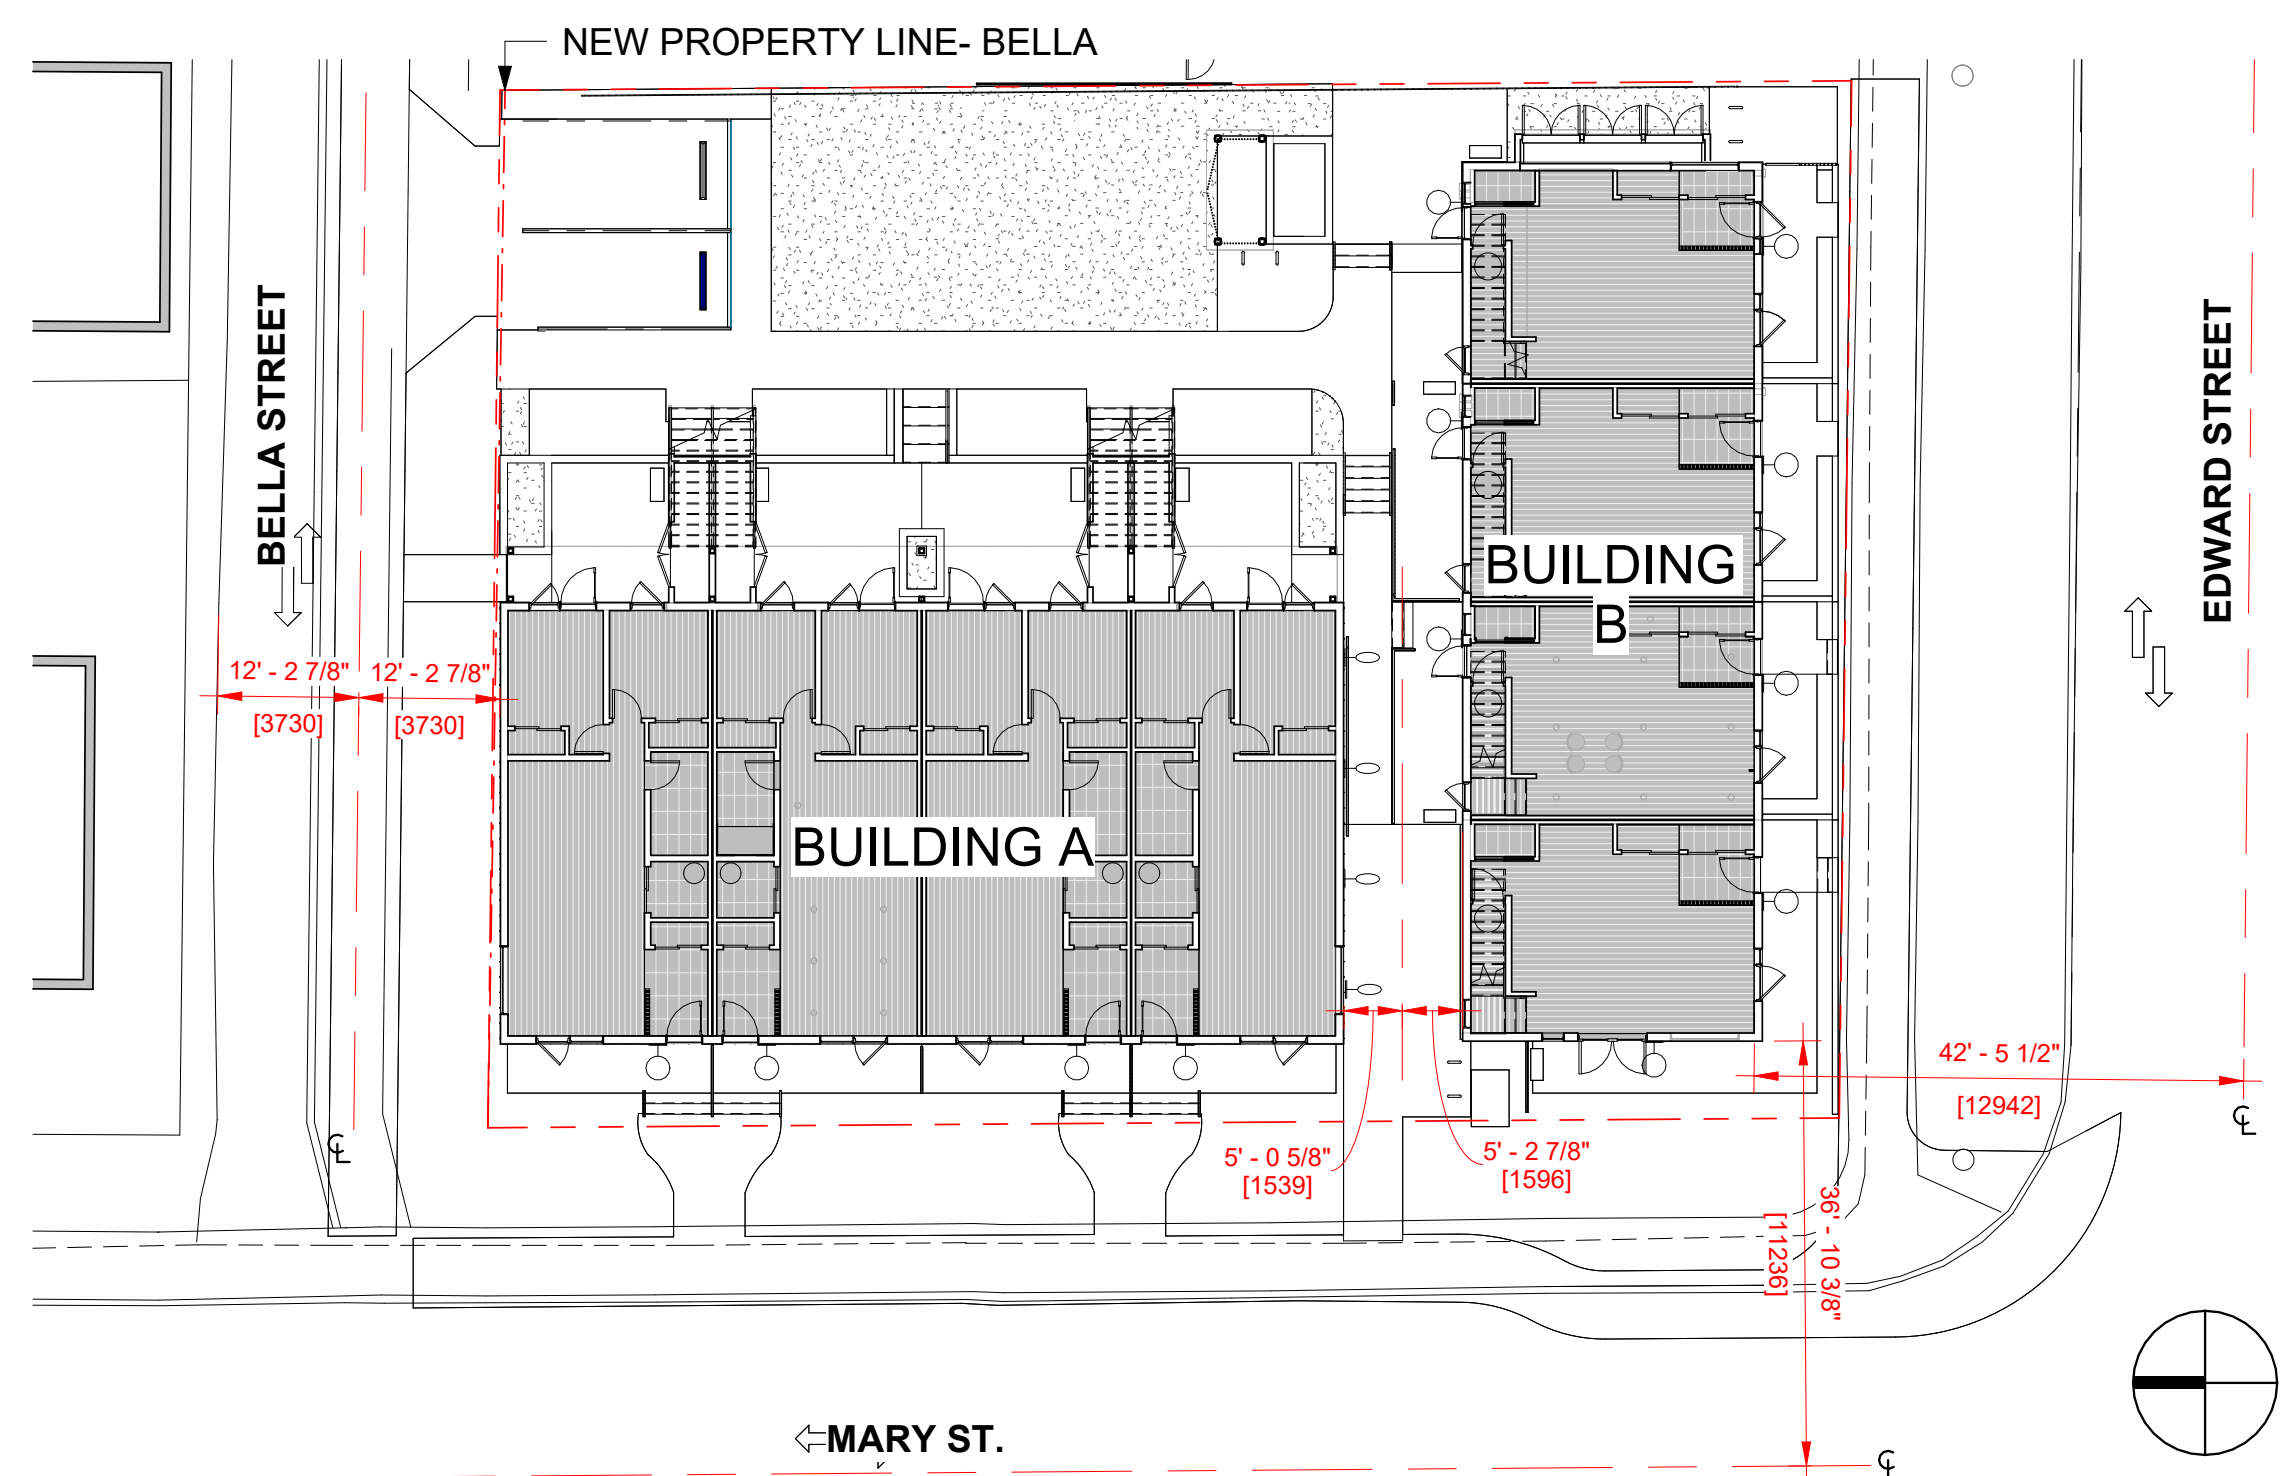 NEW PROPERTY LINE- BELLA
BELLA STREET
EDWARD STREET
BUILDING
B
12' - 2 7/8"
[3730]
12' - 2 7/8"
[3730]
BUILDING A
42' - 5 1/2"
[12942]
5' - 0 5/8"
[1539]
5' - 2 7/8"
[1596]
36' - 10 3/8"
[11236]
MARY ST.